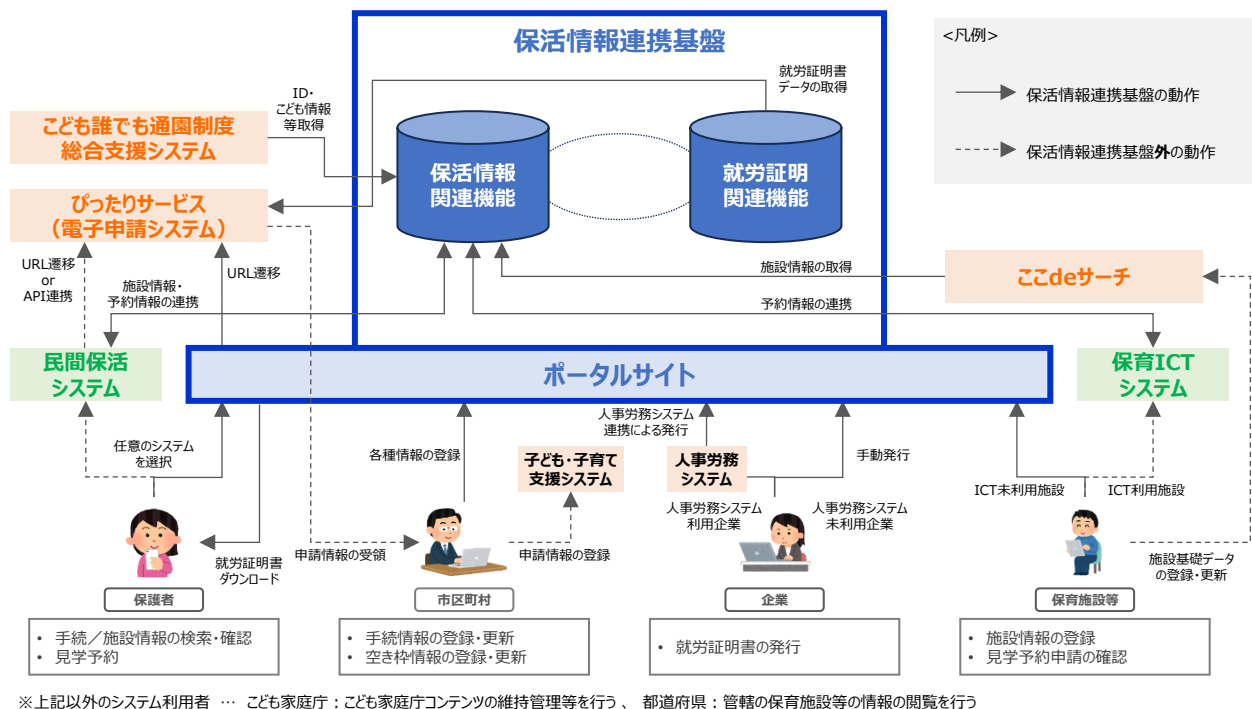 保活情報連携基盤
<凡例>
保活情報連携基盤の動作
保活情報連携基盤外の動作
就労証明書
データの取得
ID・
こども情報
等取得
こども誰でも通園制度
総合支援システム
保活情報
関連機能
就労証明
関連機能
ぴったりサービス
（電子申請システム）
URL遷移
or
API連携
URL遷移
施設情報・
予約情報の連携
施設情報の取得
ここdeサーチ
予約情報の連携
民間保活
システム
ポータルサイト
保育ICT
システム
任意のシステム
を選択
各種情報の登録
子ども・子育て
支援システム
人事労務システム
連携による発行
人事労務
システム
手動発行
ICT未利用施設
ICT利用施設
人事労務システム
利用企業
人事労務システム
未利用企業
就労証明書
ダウンロード
申請情報の受領
申請情報の登録
施設基礎データ
の登録・更新
保護者
市区町村
企業
保育施設等
• 手続／施設情報の検索・確認
• 見学予約
• 手続情報の登録・更新
• 空き枠情報の登録・更新
• 就労証明書の発行
• 施設情報の登録
• 見学予約申請の確認
※上記以外のシステム利用者 … こども家庭庁：こども家庭庁コンテンツの維持管理等を行う 、 都道府県：管轄の保育施設等の情報の閲覧を行う